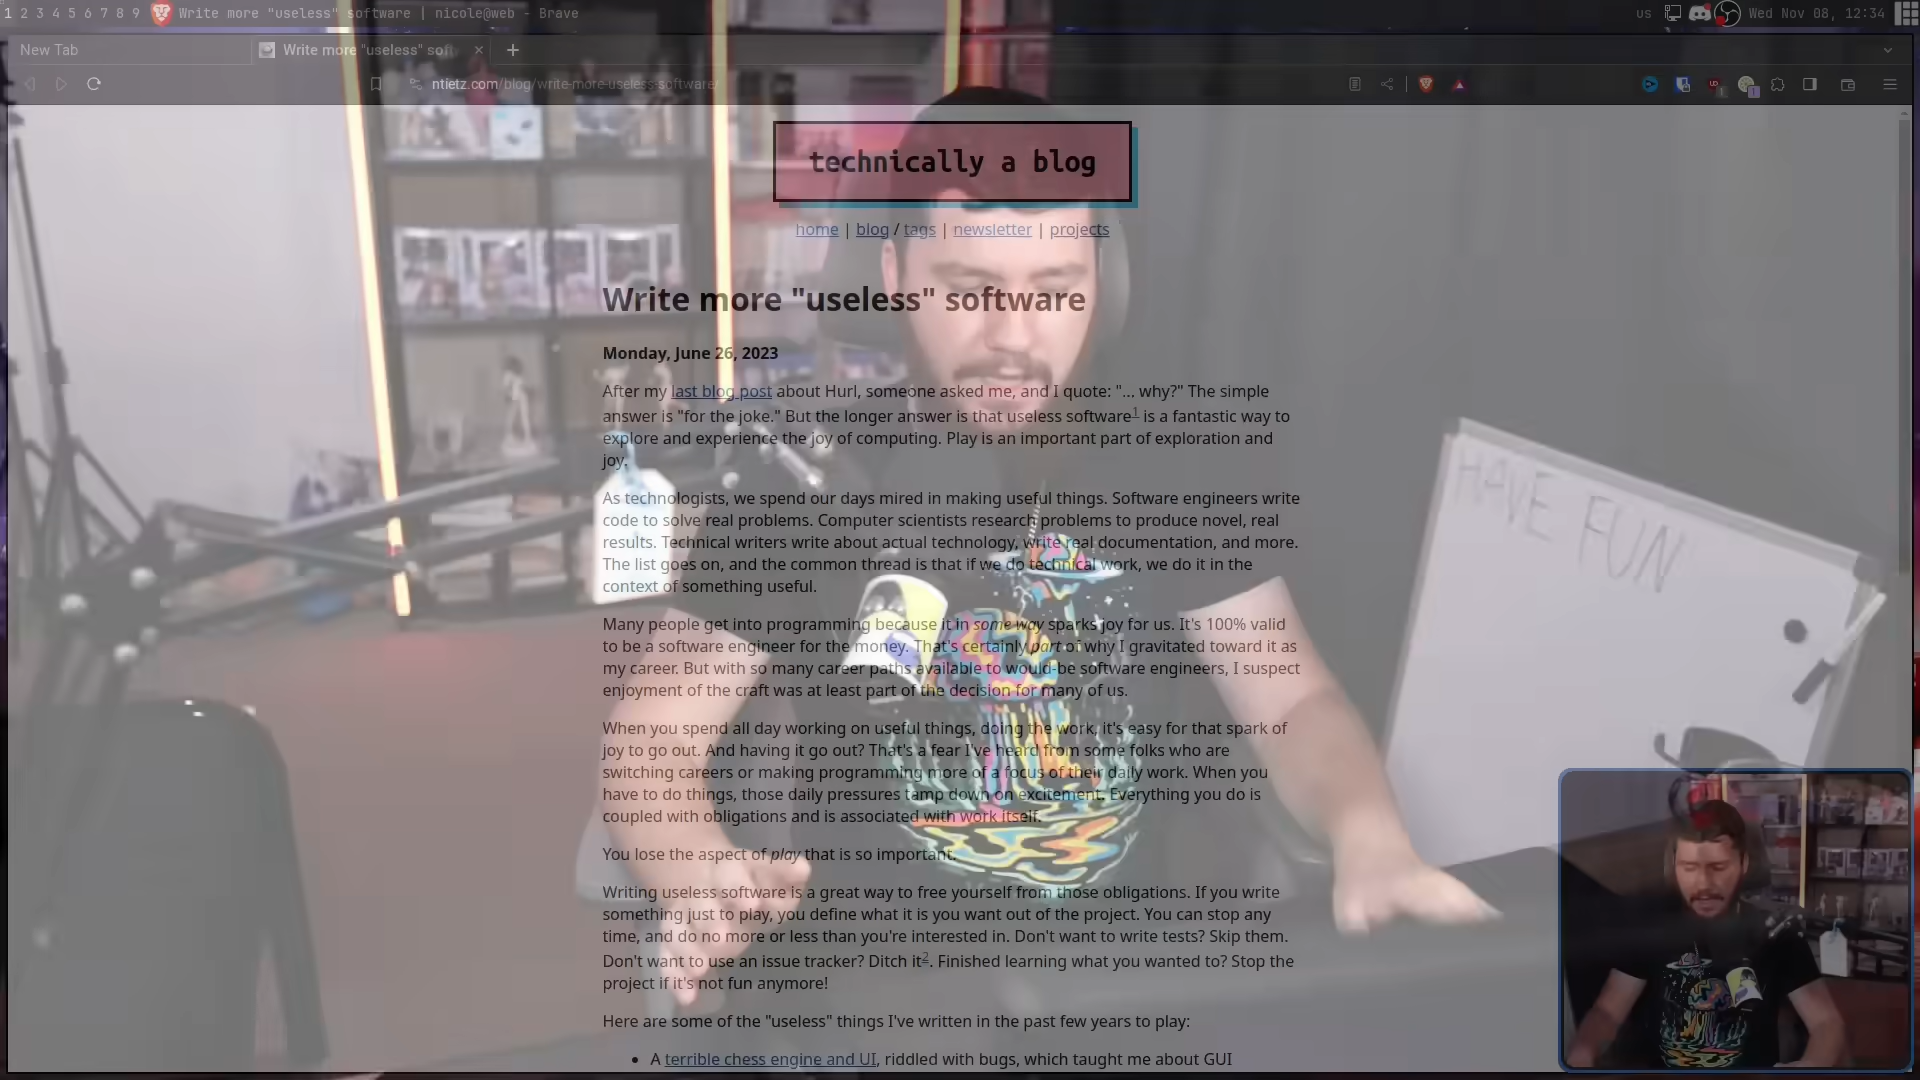 1 2 3 4 5 6 7 8 9 Write more "useless" software | nicole@web - Brave
us Wed Nov 08, 12:34
New Tab
Write more "useless" soft
ntietz.com/blog/write-more-useless-software/
technically a blog
home | blog / tags | newsletter | projects
Write more "useless" software
Monday, June 26, 2023
After my last blog post about Hurl, someone asked me, and I quote: "... why?" The simple
answer is "for the joke." But the longer answer is that useless software1 is a fantastic way to
explore and experience the joy of computing. Play is an important part of exploration and
joy.
As technologists, we spend our days mired in making useful things. Software engineers write
code to solve real problems. Computer scientists research problems to produce novel, real
results. Technical writers write about actual technology, write real documentation, and more.
The list goes on, and the common thread is that if we do technical work, we do it in the
context of something useful.
Many people get into programming because it in some way sparks joy for us. It's 100% valid
to be a software engineer for the money. That's certainly part of why I gravitated toward it as
my career. But with so many career paths available to would-be software engineers, I suspect
enjoyment of the craft was at least part of the decision for many of us.
When you spend all day working on useful things, doing the work, it's easy for that spark of
joy to go out. And having it go out? That's a fear I've heard from some folks who are
switching careers or making programming more of a focus of their daily work. When you
have to do things, those daily pressures tamp down on excitement. Everything you do is
coupled with obligations and is associated with work itself.
You lose the aspect of play that is so important.
Writing useless software is a great way to free yourself from those obligations. If you write
something just to play, you define what it is you want out of the project. You can stop any
time, and do no more or less than you're interested in. Don't want to write tests? Skip them.
Don't want to use an issue tracker? Ditch it2. Finished learning what you wanted to? Stop the
project if it's not fun anymore!
Here are some of the "useless" things I've written in the past few years to play:
• A terrible chess engine and UI, riddled with bugs, which taught me about GUI
HAVE FUN